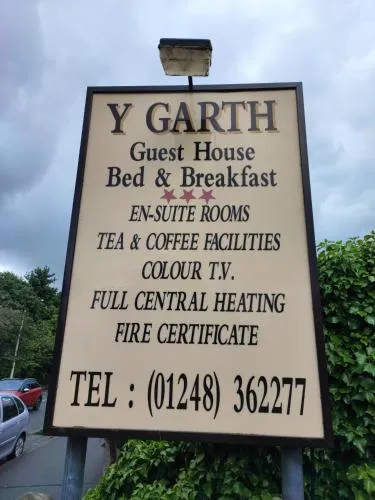 Y GARTH
Guest House
Bed & Breakfast
EN-SUITE ROOMS
TEA & COFFEE FACILITIES
COLOUR T.V.
FULL CENTRAL HEATING
FIRE CERTIFICATE
TEL : (01248) 362277